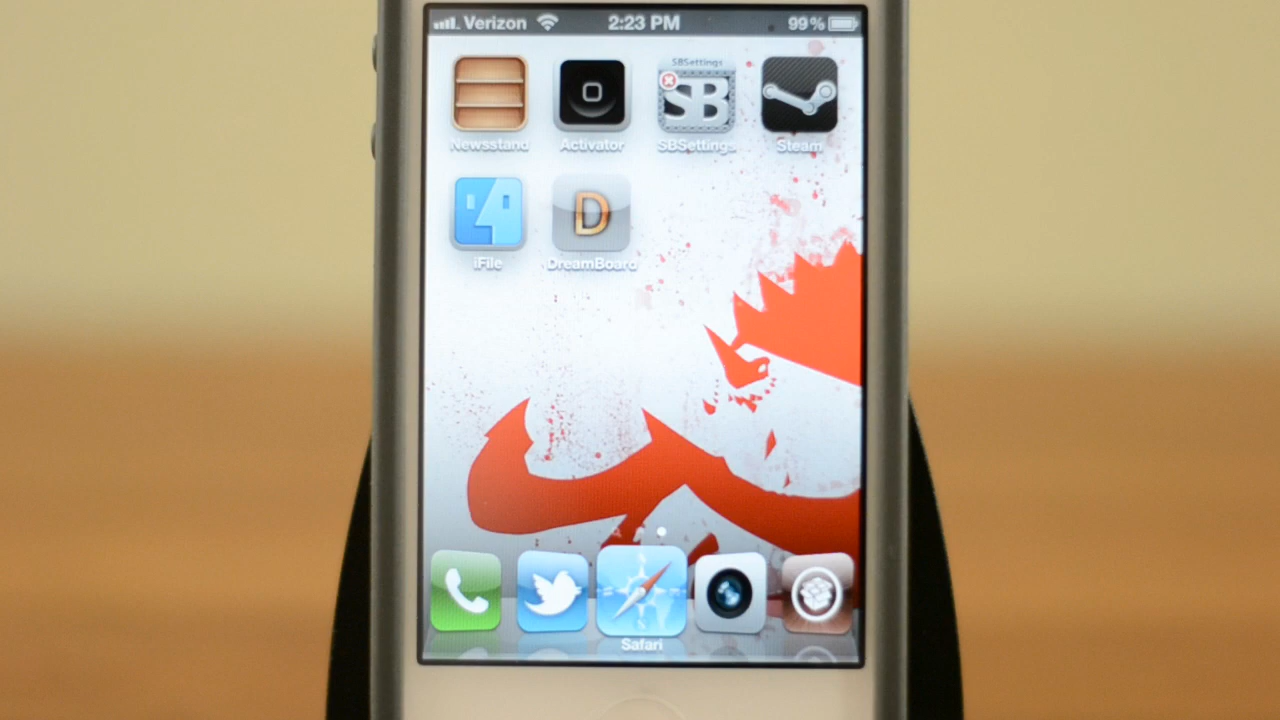 Verizon 2:23 PM 99%
SBSettings
SB
Newsstand Activator SBSettings Steam
D
iFile DreamBoard
Safari